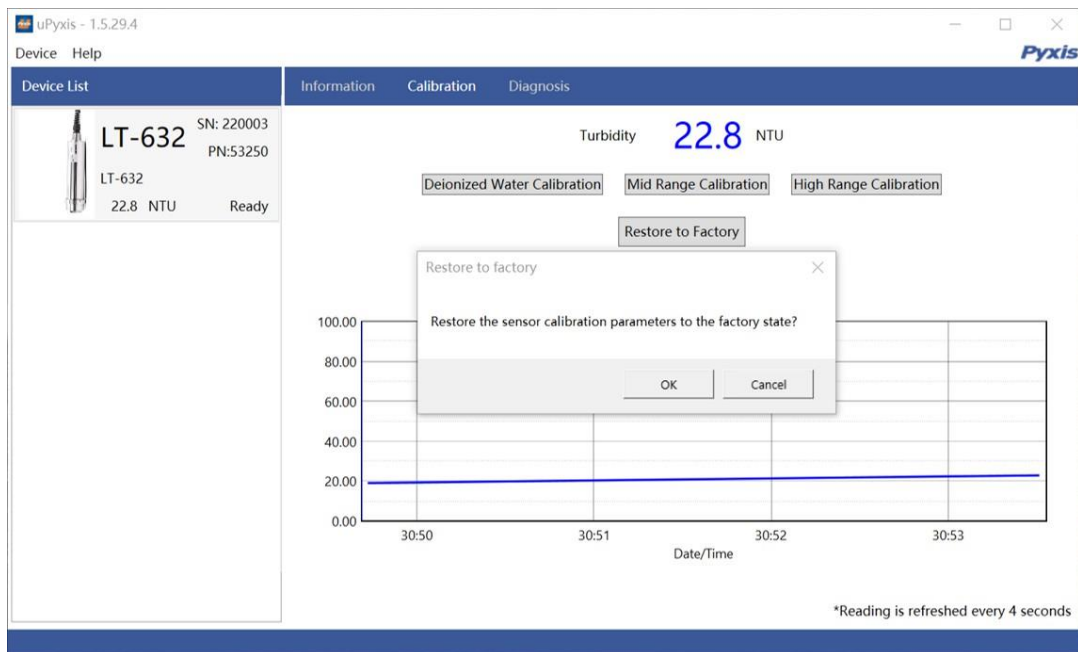 uPyxis - 1.5.29.4
Device Help
Pyxis
Device List
Information Calibration Diagnosis
LT-632
SN: 220003
PN:53250
LT-632
22.8 NTU Ready
Turbidity 22.8 NTU
Deionized Water Calibration Mid Range Calibration High Range Calibration
Restore to Factory
Restore to factory
Restore the sensor calibration parameters to the factory state?
OK Cancel
100.00
80.00
60.00
40.00
20.00
0.00
30:50 30:51 30:52 30:53
Date/Time
*Reading is refreshed every 4 seconds